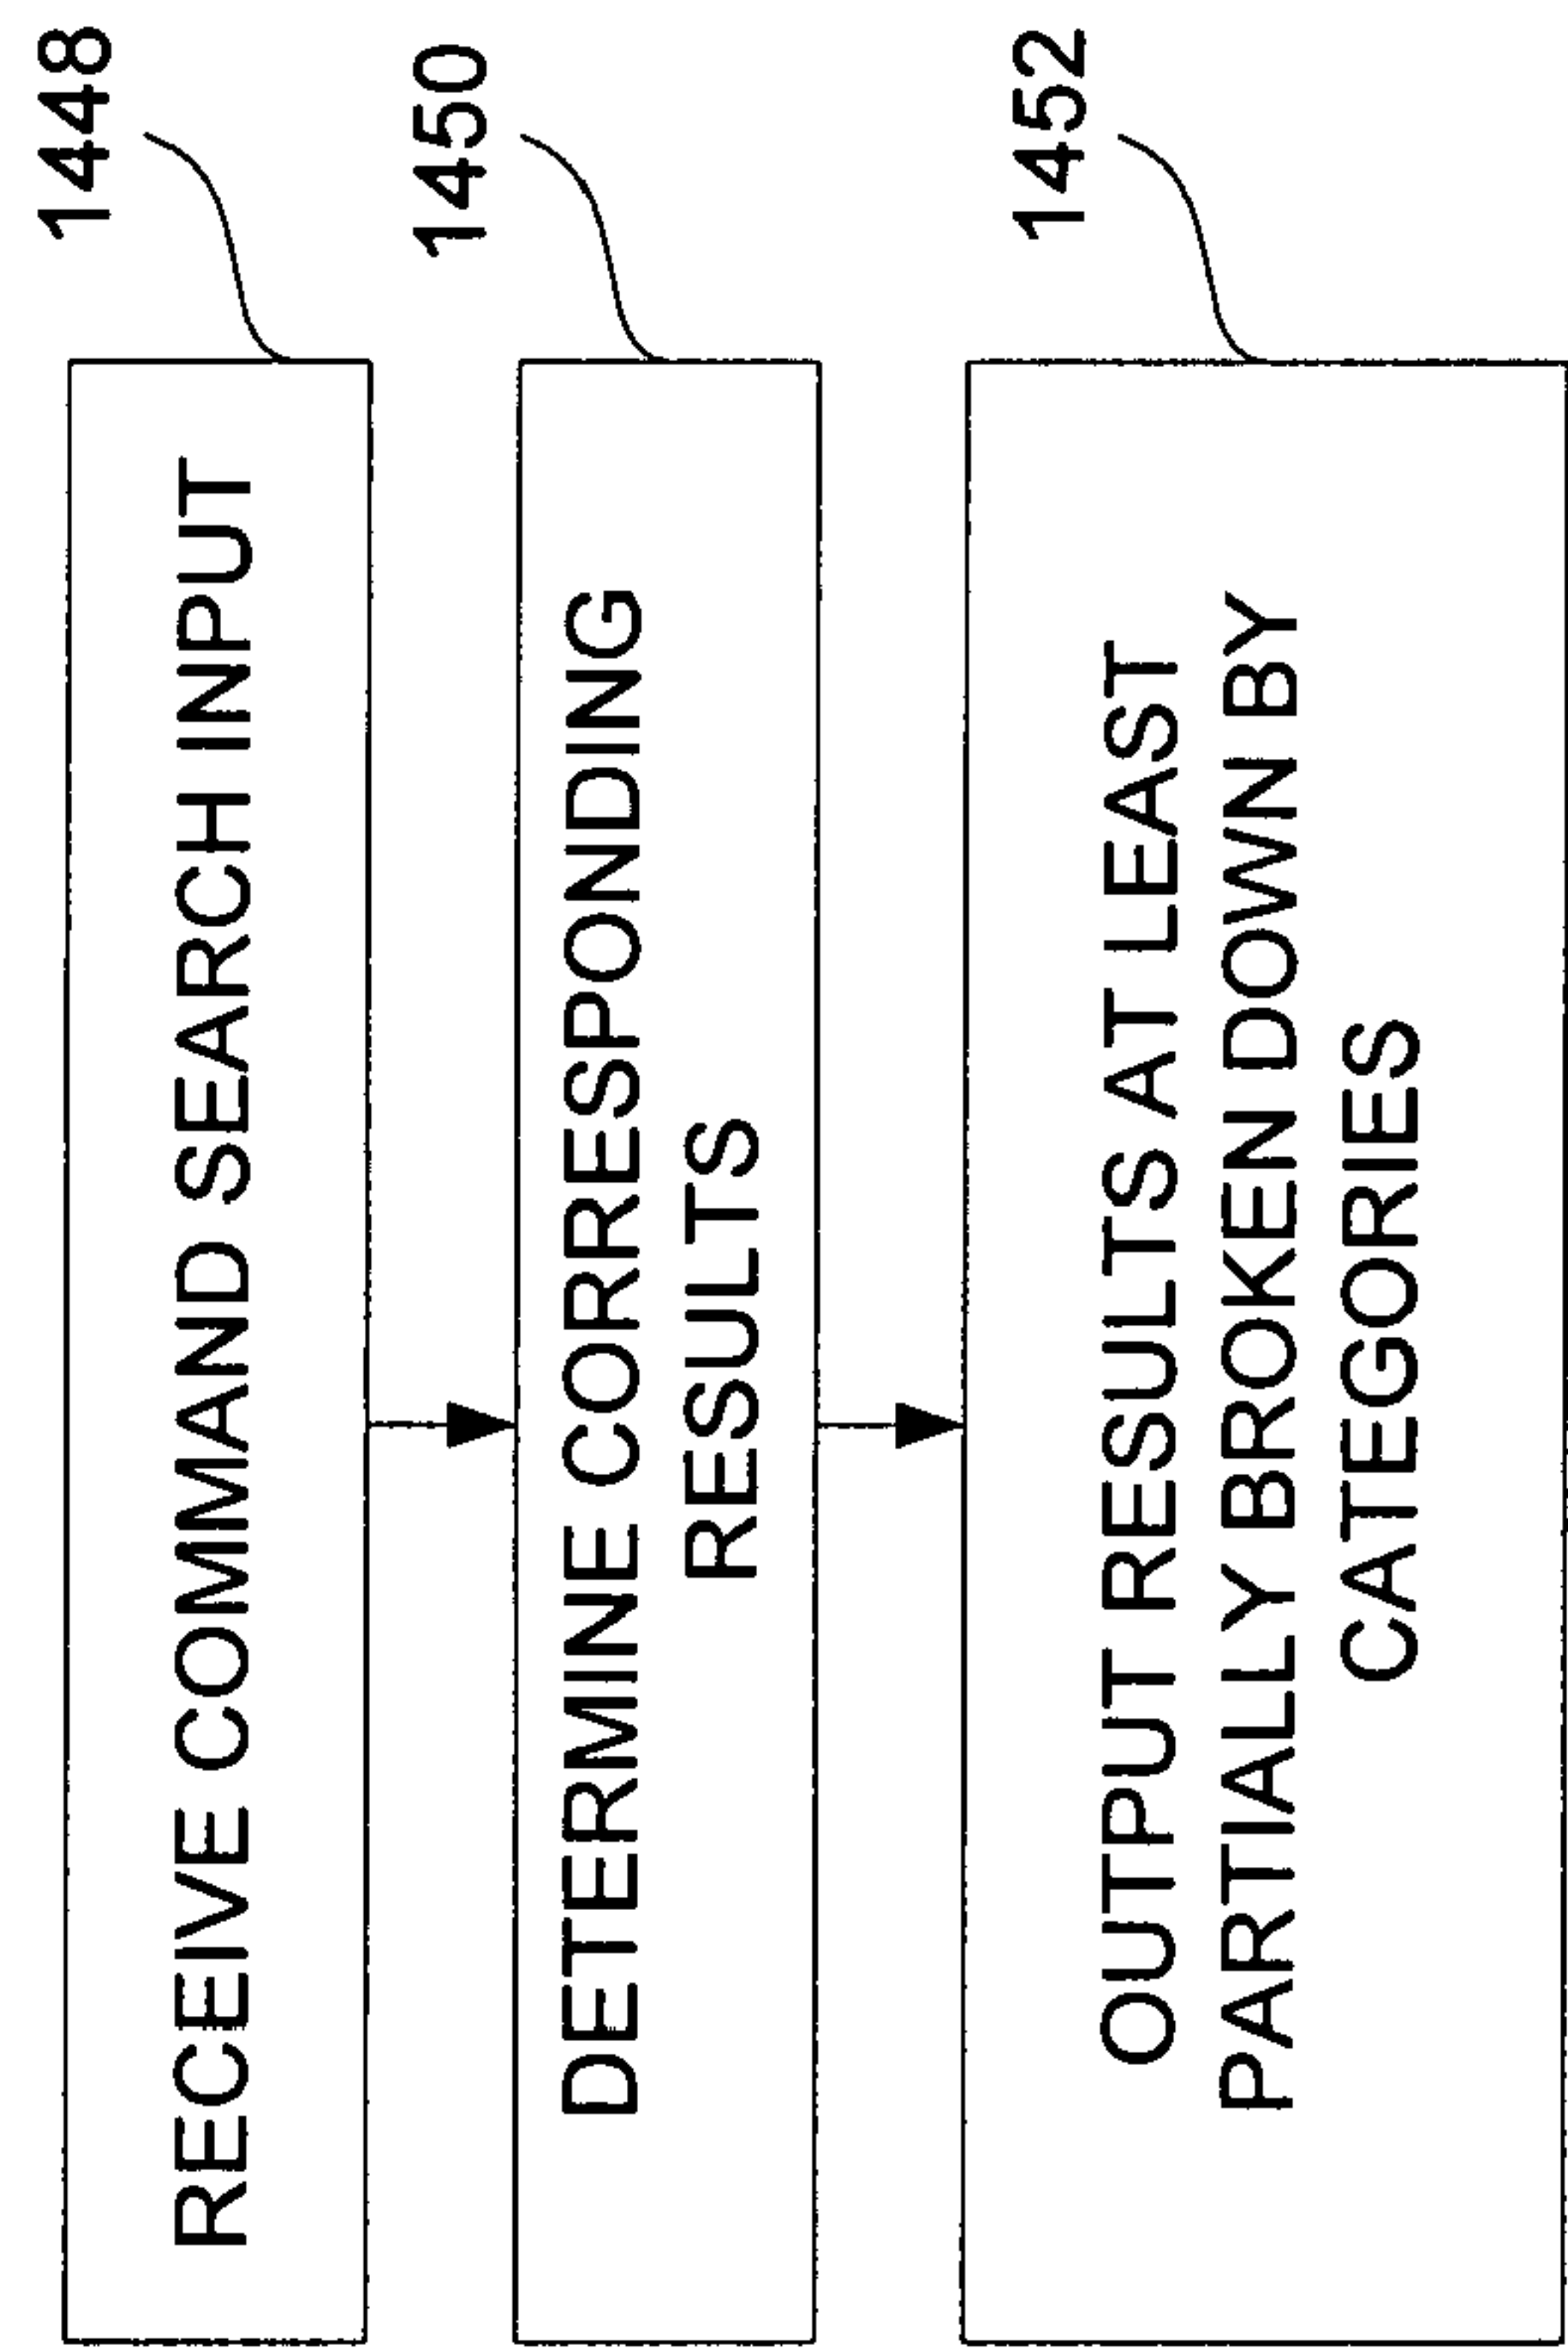 1448
RECEIVE COMMAND SEARCH INPUT
1450
DETERMINE CORRESPONDING
RESULTS
1452
OUTPUT RESULTS AT LEAST
PARTIALLY BROKEN DOWN BY
CATEGORIES